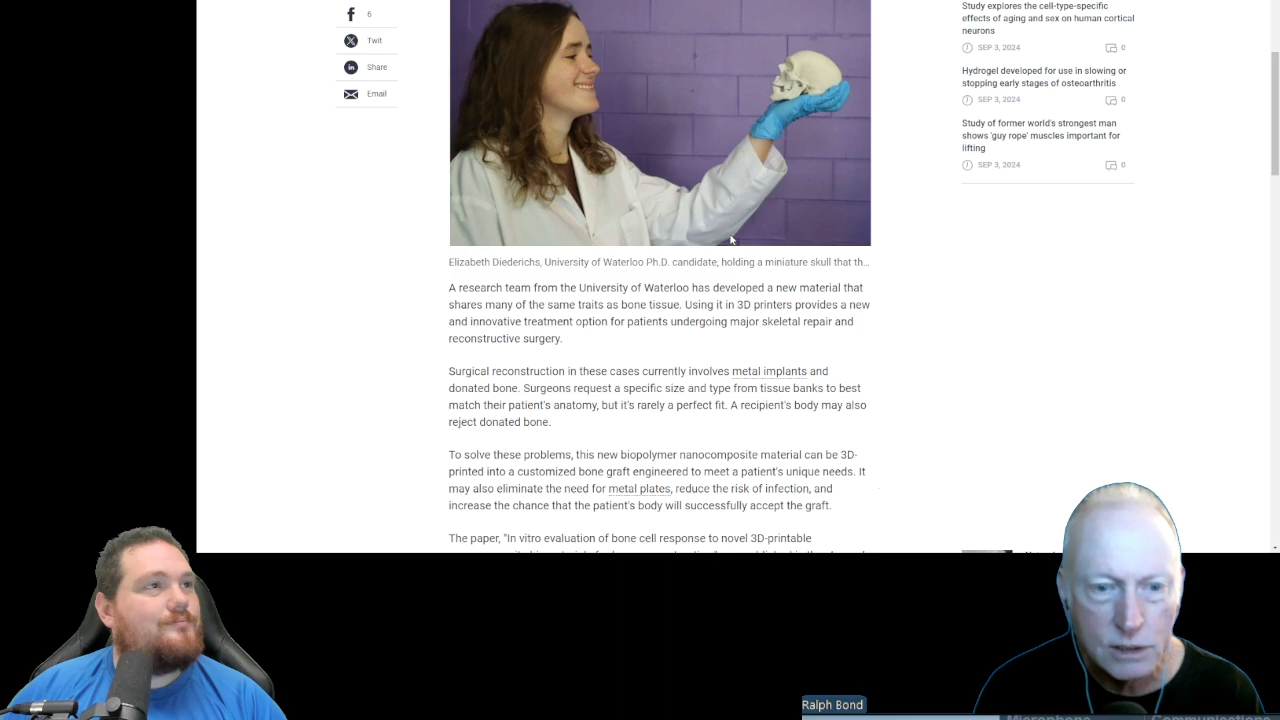 6
Twit
Share
Email
Elizabeth Diederichs, University of Waterloo Ph.D. candidate, holding a miniature skull that th...
A research team from the University of Waterloo has developed a new material that
shares many of the same traits as bone tissue. Using it in 3D printers provides a new
and innovative treatment option for patients undergoing major skeletal repair and
reconstructive surgery.
Surgical reconstruction in these cases currently involves metal implants and
donated bone. Surgeons request a specific size and type from tissue banks to best
match their patient's anatomy, but it's rarely a perfect fit. A recipient's body may also
reject donated bone.
To solve these problems, this new biopolymer nanocomposite material can be 3D-
printed into a customized bone graft engineered to meet a patient's unique needs. It
may also eliminate the need for metal plates, reduce the risk of infection, and
increase the chance that the patient's body will successfully accept the graft.
The paper, "In vitro evaluation of bone cell response to novel 3D-printable
Study explores the cell-type-specific
effects of aging and sex on human cortical
neurons
SEP 3, 2024 0
Hydrogel developed for use in slowing or
stopping early stages of osteoarthritis
SEP 3, 2024 0
Study of former world's strongest man
shows 'guy rope' muscles important for
lifting
SEP 3, 2024 0
Ralph Bond